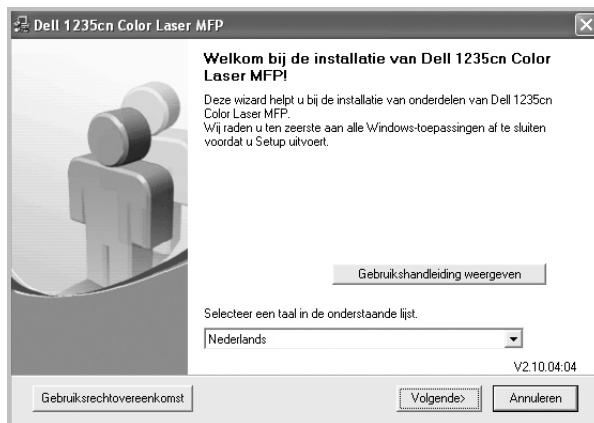 Dell 1235cn Color Laser MFP
Welkom bij de installatie van Dell 1235cn Color
Laser MFP!
Deze wizard helpt u bij de installatie van onderdelen van Dell 1235cn
Color Laser MFP.
Wij raden u ten zeerste aan alle Windows-toepassingen af te sluiten
voordat u Setup uitvoert.
Gebruikshandleiding weergeven
Selecteer een taal in de onderstaande lijst.
Nederlands
V2.10.04:04
Gebruiksrechtovereenkomst
Volgende>
Annuleren